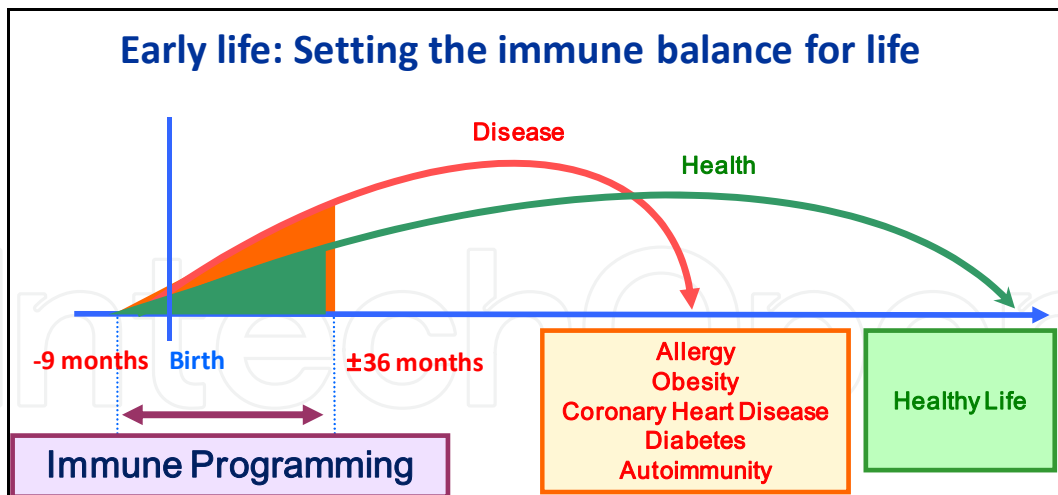 Early life: Setting the immune balance for life
Disease
Health
-9 months
Birth
±36 months
Immune Programming
Allergy
Obesity
Coronary Heart Disease
Diabetes
Autoimmunity
Healthy Life